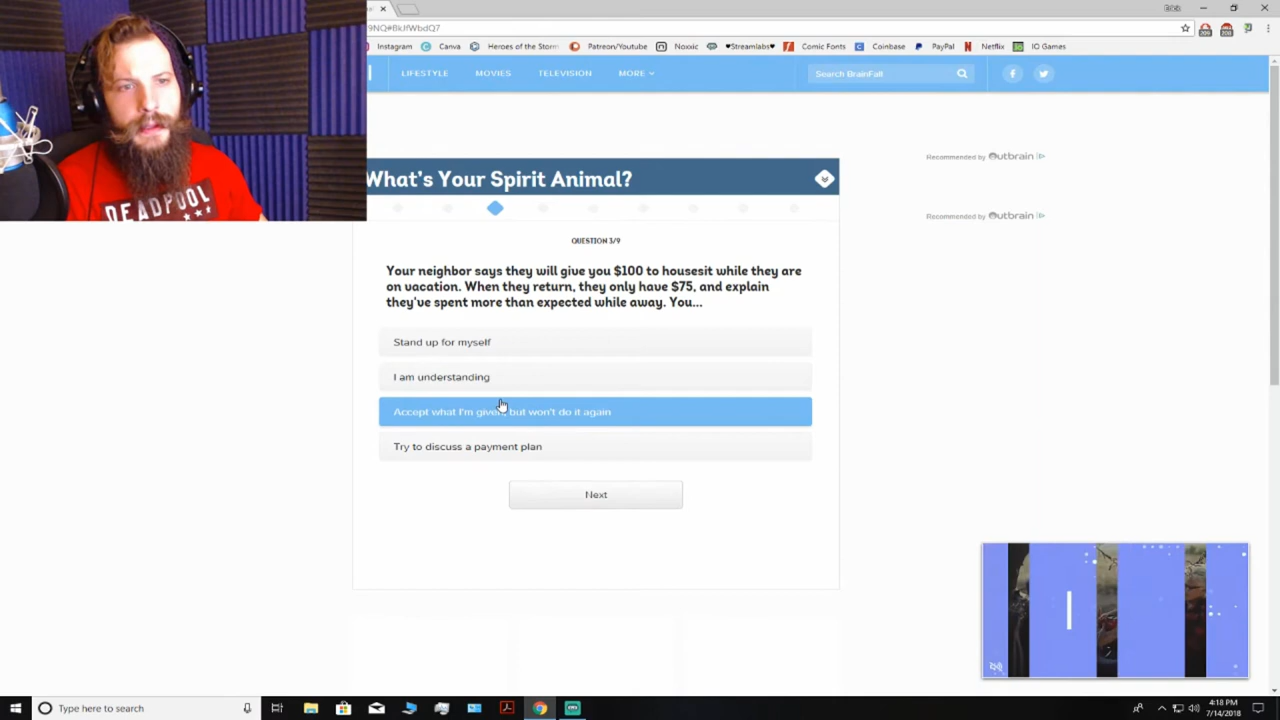 9NQ#BkJfWbdQ7
Instagram
Canva
Heroes of the Storm
Patreon/Youtube
Noxxic
♥Streamlabs♥
Comic Fonts
Coinbase
PayPal
Netflix
IO Games
LIFESTYLE
MOVIES
TELEVISION
MORE
Search BrainFall
DEADPOOL
Recommended by Outbrain
Recommended by Outbrain
What's Your Spirit Animal?
QUESTION 3/9
Your neighbor says they will give you $100 to housesit while they are
on vacation. When they return, they only have $75, and explain
they've spent more than expected while away. You...
Stand up for myself
I am understanding
Accept what I'm given, but won't do it again
Try to discuss a payment plan
Next
Type here to search
4:18 PM
7/14/2018